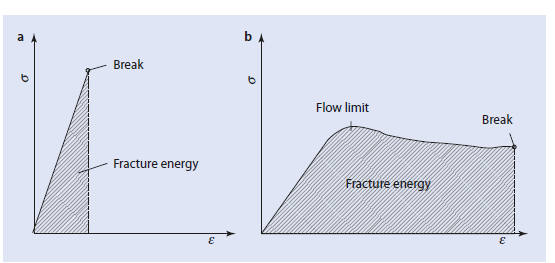 a
σ
Break
Fracture energy
ε
b
σ
Flow limit
Break
Fracture energy
ε